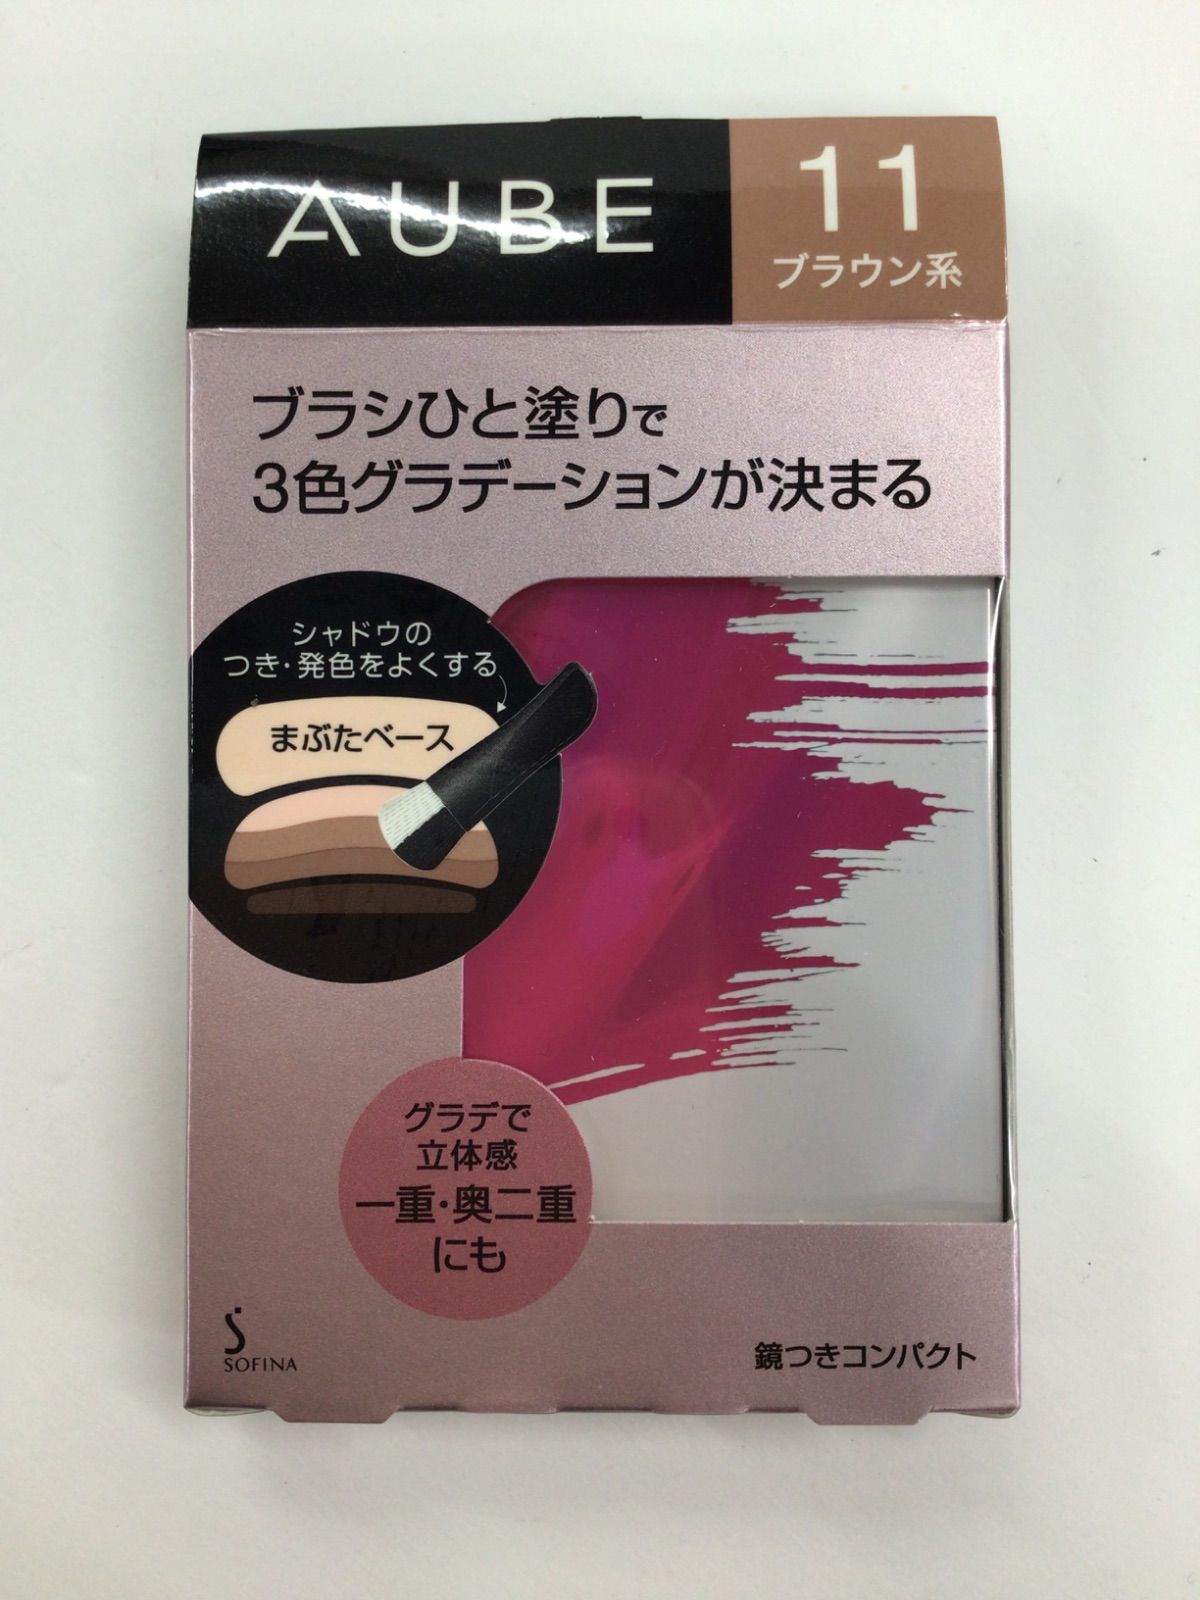 AUBE
11
ブラウン系
ブラシひと塗りで
3色グラデーションが決まる
シャドウの
つき・発色をよくする
まぶたベース
グラデで
立体感
一重・奥二重
にも
SOFINA
鏡つきコンパクト